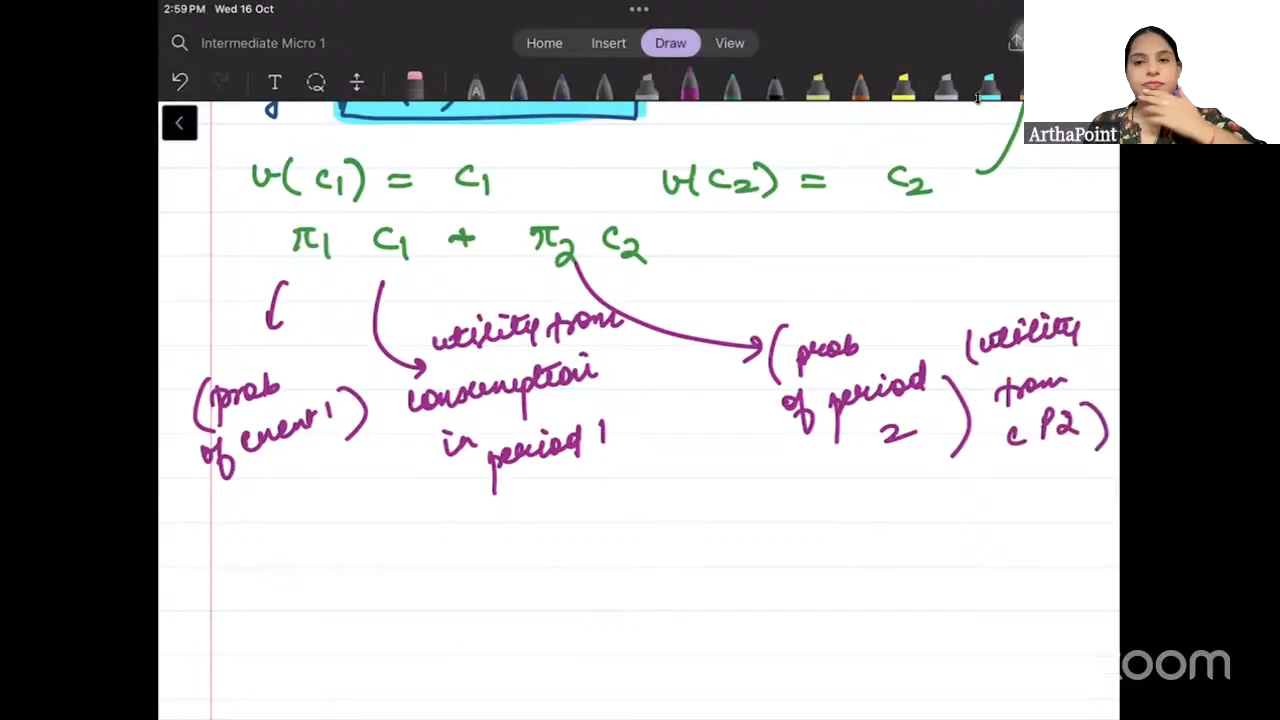 2:59 PM Wed 16 Oct
Intermediate Micro 1
Home Insert Draw View
T
A
ArthaPoint
v(c1) = c1 v(c2) = c2
π1 c1 + π2 c2
(prob of event 1)
utility from consumption in period 1
(prob of period 2)
(utility from c P2)
zoom